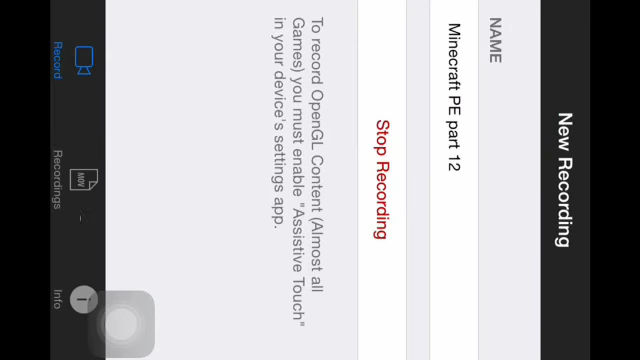 New Recording
NAME
Minecraft PE part 12
Stop Recording
To record OpenGL Content (Almost all
Games) you must enable "Assistive Touch"
in your device's settings app.
Record
MOV
Recordings
Info